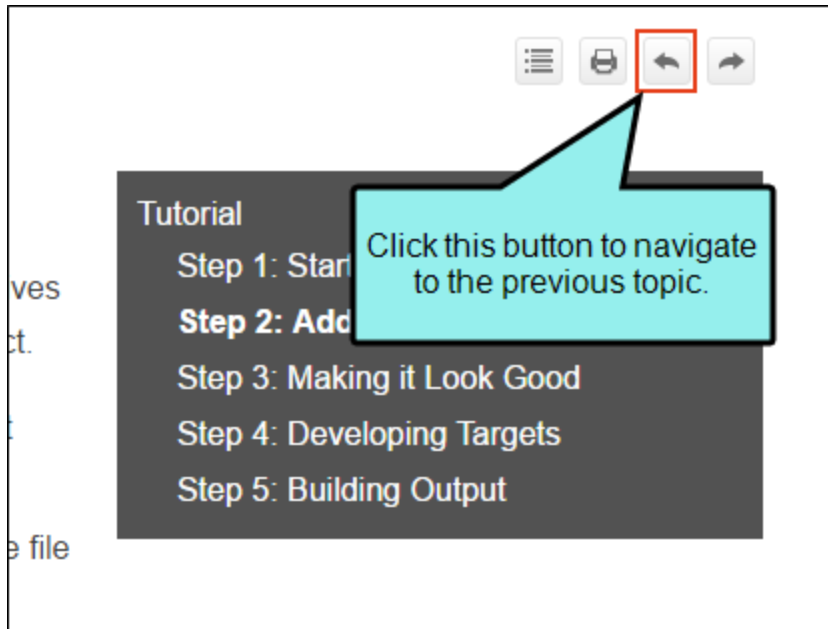 Tutorial
Step 1: Start
Click this button to navigate
to the previous topic.
ves
Step 2: Add
ct.
Step 3: Making it Look Good
t
Step 4: Developing Targets
Step 5: Building Output
e file